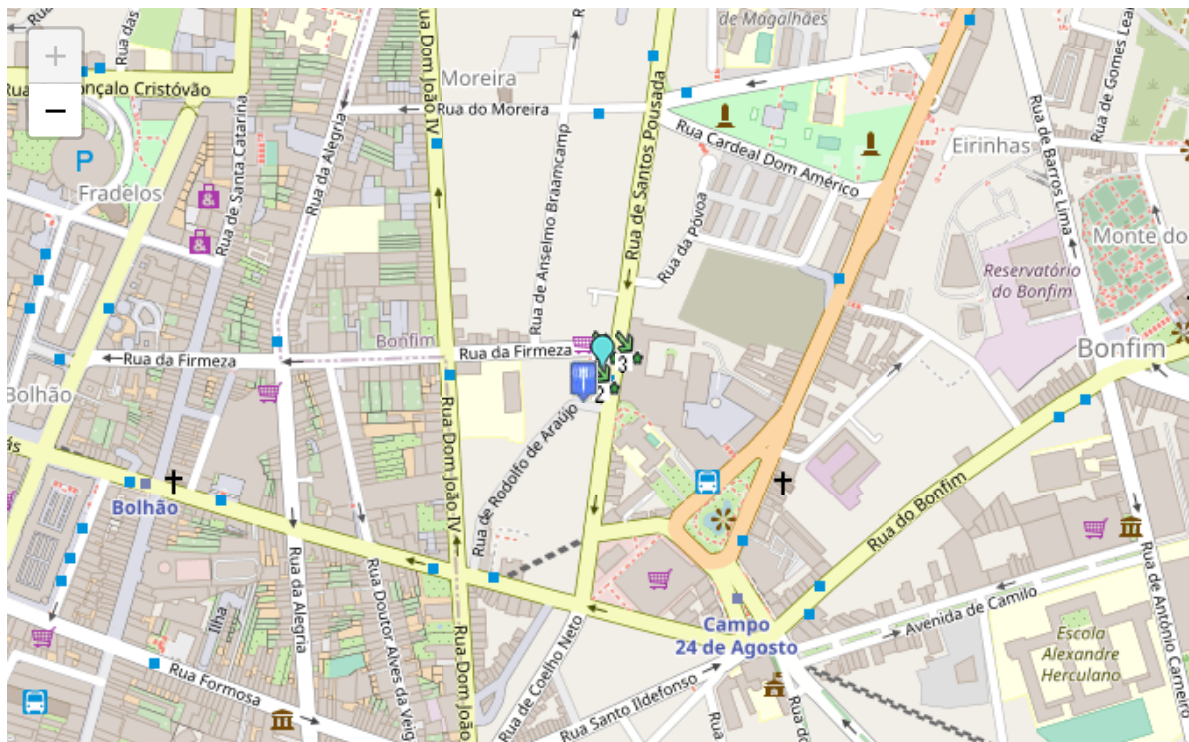 de Magalhães
Rua das
+
−
Gonçalo Cristóvão
P
Fradelos
Rua de Santa Catarina
Rua da Alegria
Rua Dom João IV
Moreira
Rua do Moreira
Rua de Anselmo Braamcamp
Rua de Santos Pousada
Rua Cardeal Dom Américo
Rua da Póvoa
Eirinhas
Rua de Barros Lima
Rua de Gomes Leal
Monte do
Reservatório
do Bonfim
Bonfim
Bonfim
Rua da Firmeza
Rua da Firmeza
3
2
Bolhão
Bolhão
Rua Dom João IV
Rua de Rodolfo de Araújo
Rua do Bonfim
Rua da Alegria
Rua Doutor Alves da Veig
Rua Dom João
Ilha
Rua Formosa
Rua de Coelho Neto
Rua Santo Ildefonso
Campo
24 de Agosto
Avenida de Camilo
Escola
Alexandre
Herculano
Rua de António Carneiro
Rua
Rua do